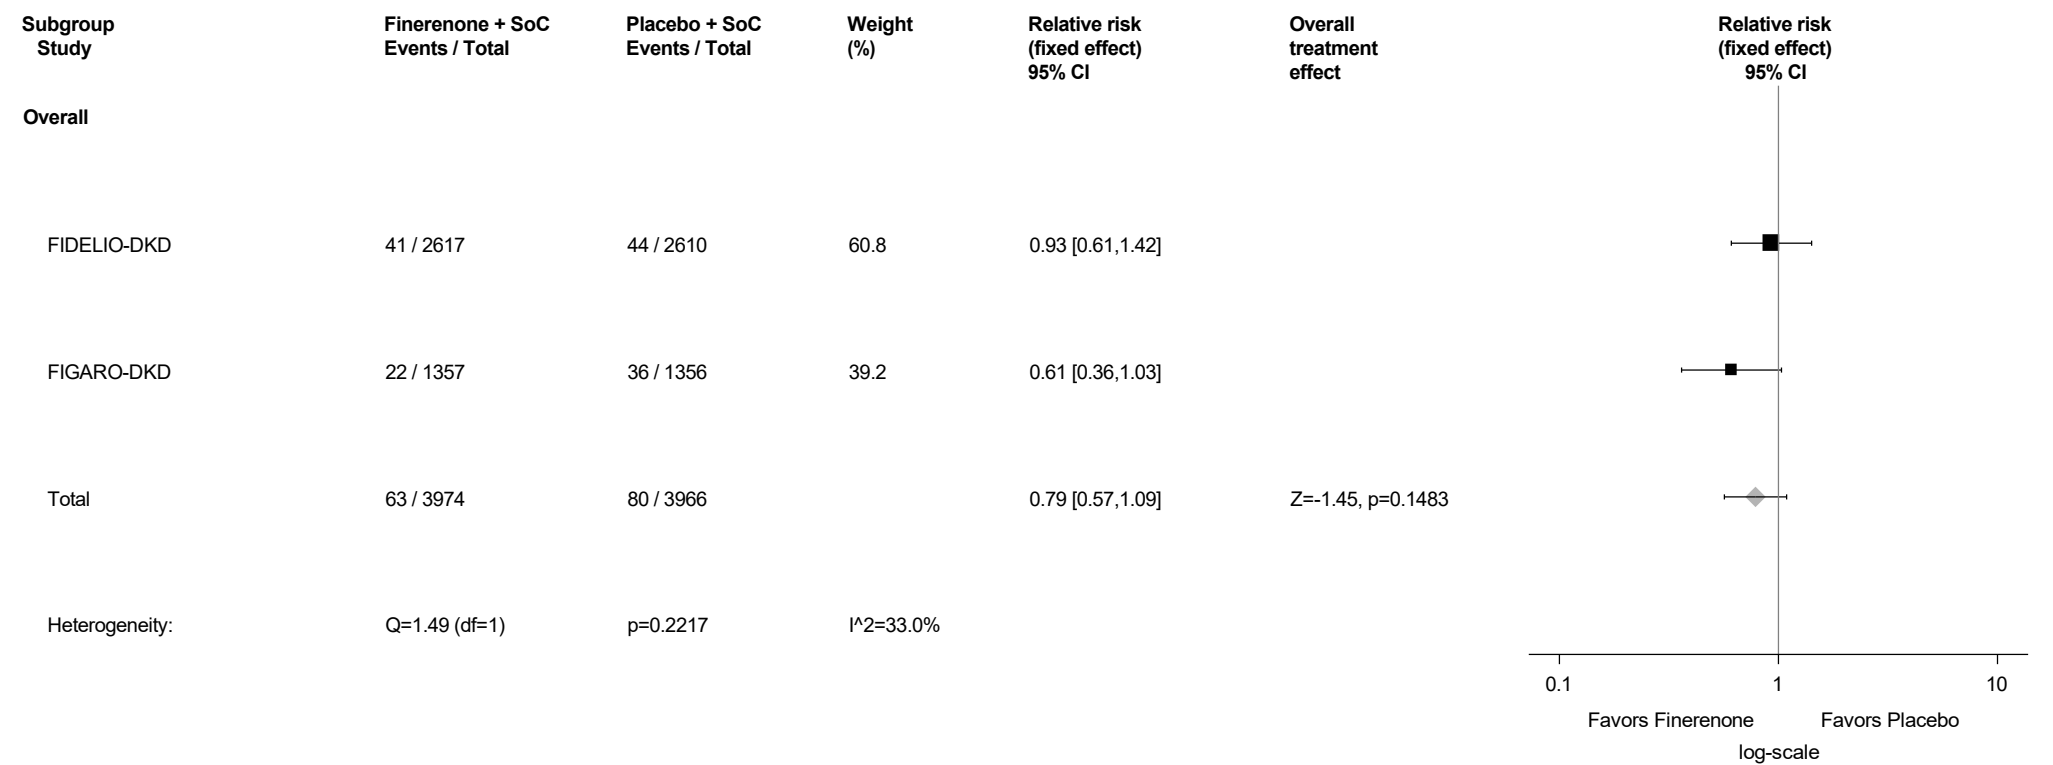 Subgroup Finerenone + SoC Placebo + SoC Weight Relative risk Overall Relative risk
Study Events / Total Events / Total (%) (fixed effect) treatment (fixed effect)
95% CI effect 95% CI
Overall
FIDELIO-DKD 41 / 2617 44 / 2610 60.8 0.93 [0.61,1.42]
FIGARO-DKD 22 / 1357 36 / 1356 39.2 0.61 [0.36,1.03]
Total 63 / 3974 80 / 3966 0.79 [0.57,1.09] Z=-1.45, p=0.1483
Heterogeneity: Q=1.49 (df=1) p=0.2217 I^2=33.0%
0.1 1 10
Favors Finerenone Favors Placebo
log-scale